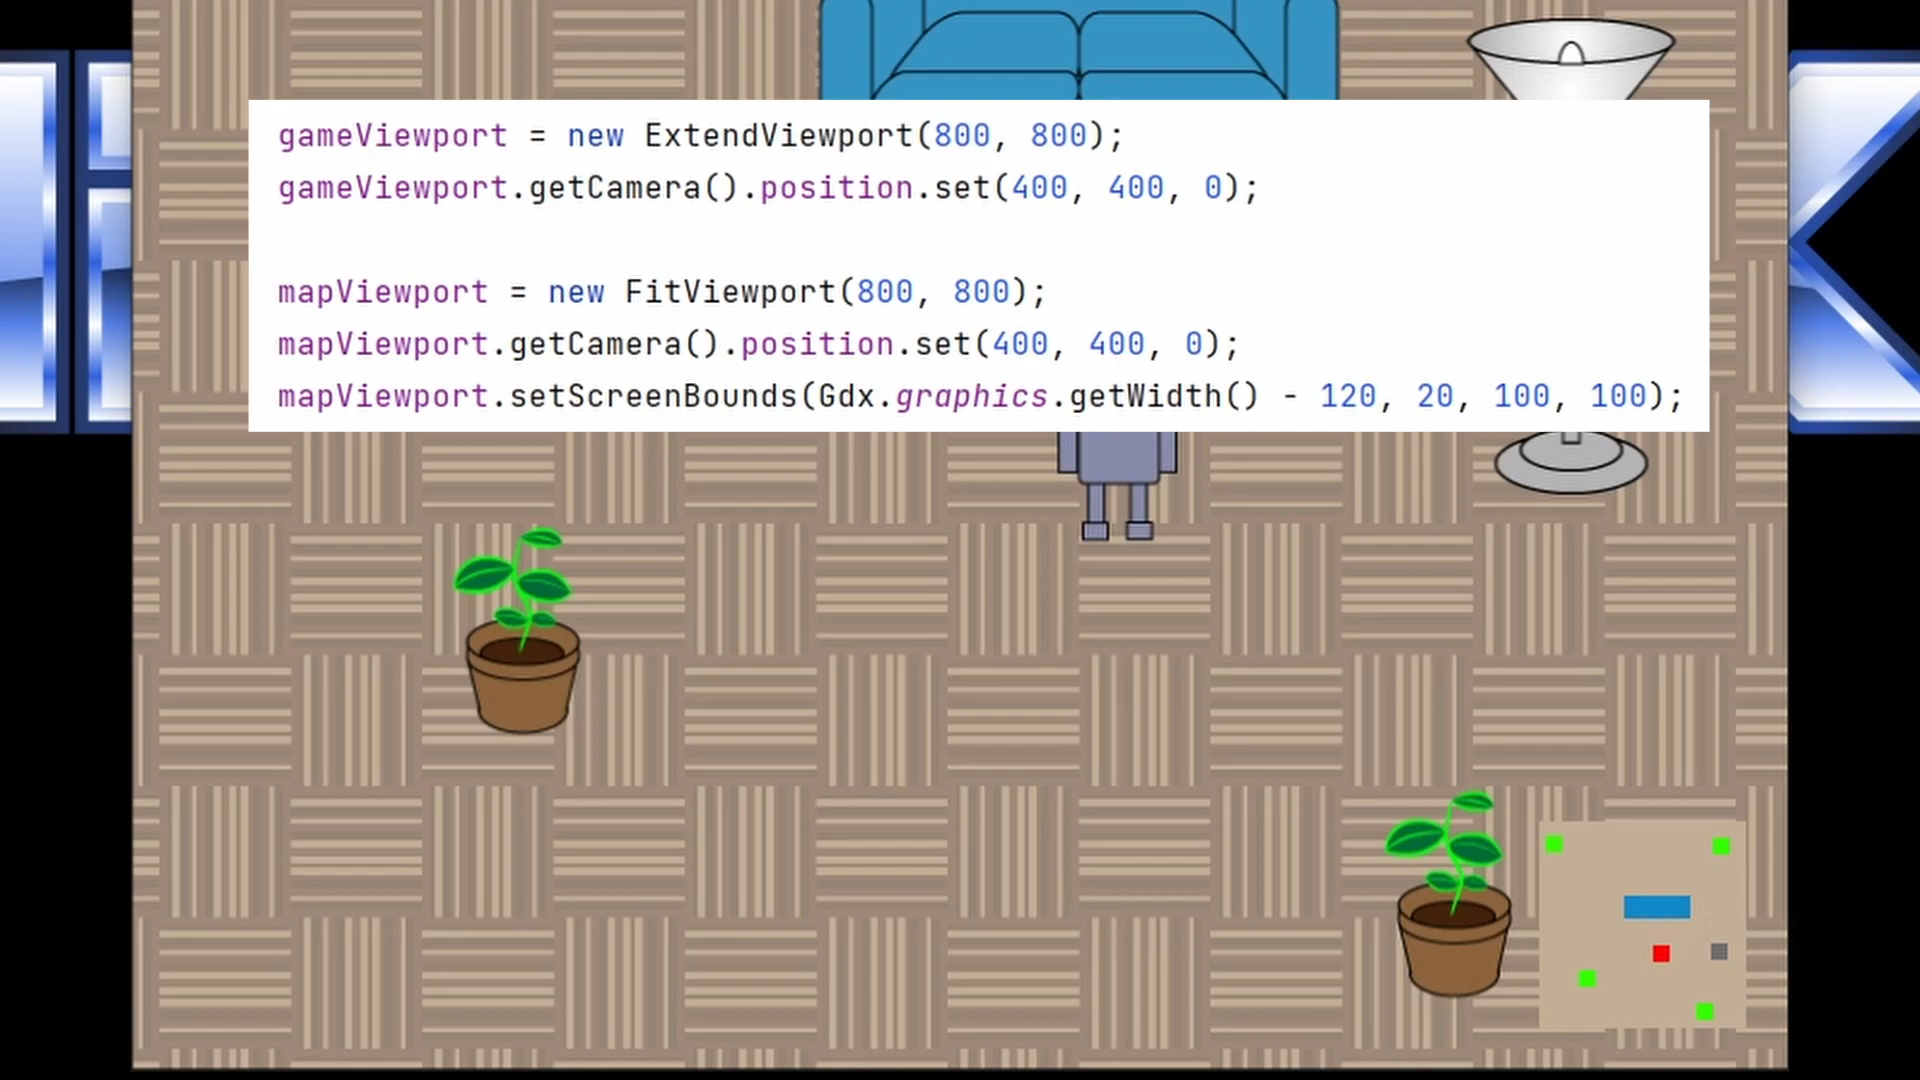 gameViewport = new ExtendViewport(800, 800);
gameViewport.getCamera().position.set(400, 400, 0);
mapViewport = new FitViewport(800, 800);
mapViewport.getCamera().position.set(400, 400, 0);
mapViewport.setScreenBounds(Gdx.graphics.getWidth() - 120, 20, 100, 100);